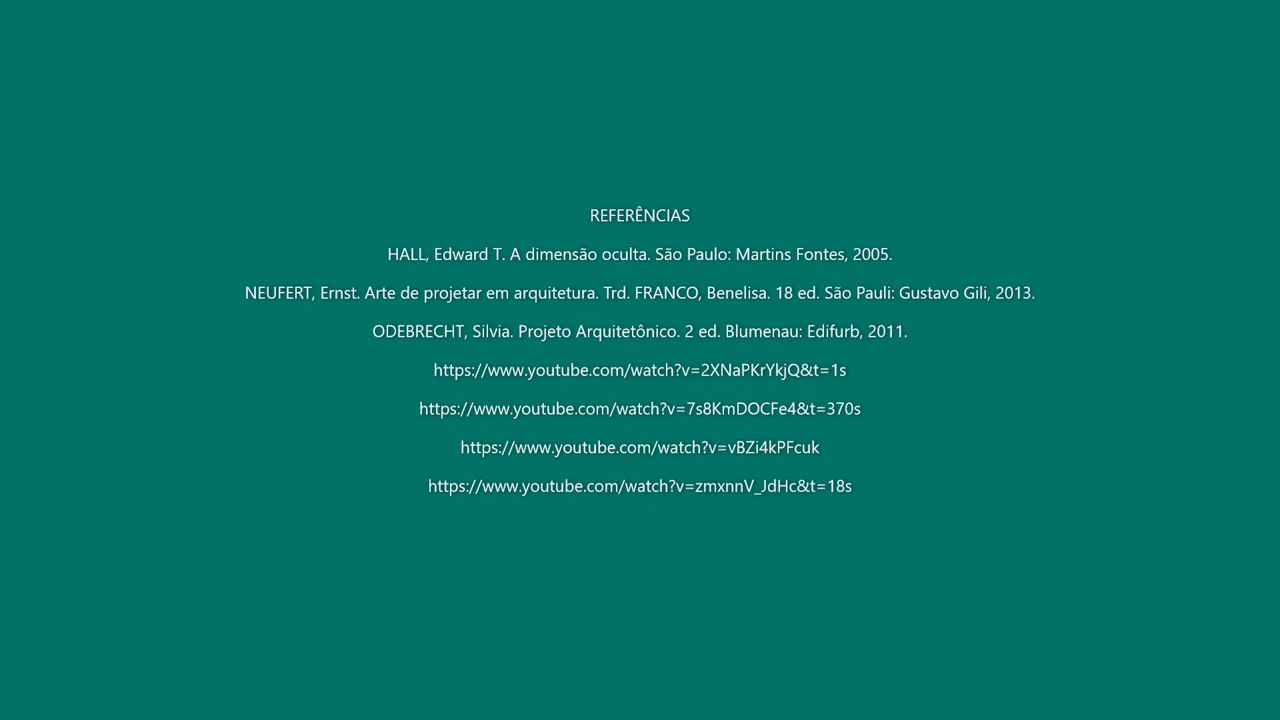 REFERÊNCIAS
HALL, Edward T. A dimensão oculta. São Paulo: Martins Fontes, 2005.
NEUFERT, Ernst. Arte de projetar em arquitetura. Trd. FRANCO, Benelisa. 18 ed. São Pauli: Gustavo Gili, 2013.
ODEBRECHT, Silvia. Projeto Arquitetônico. 2 ed. Blumenau: Edifurb, 2011.
https://www.youtube.com/watch?v=2XNaPKrYkjQ&t=1s
https://www.youtube.com/watch?v=7s8KmDOCFe4&t=370s
https://www.youtube.com/watch?v=vBZi4kPFcuk
https://www.youtube.com/watch?v=zmxnnV_JdHc&t=18s